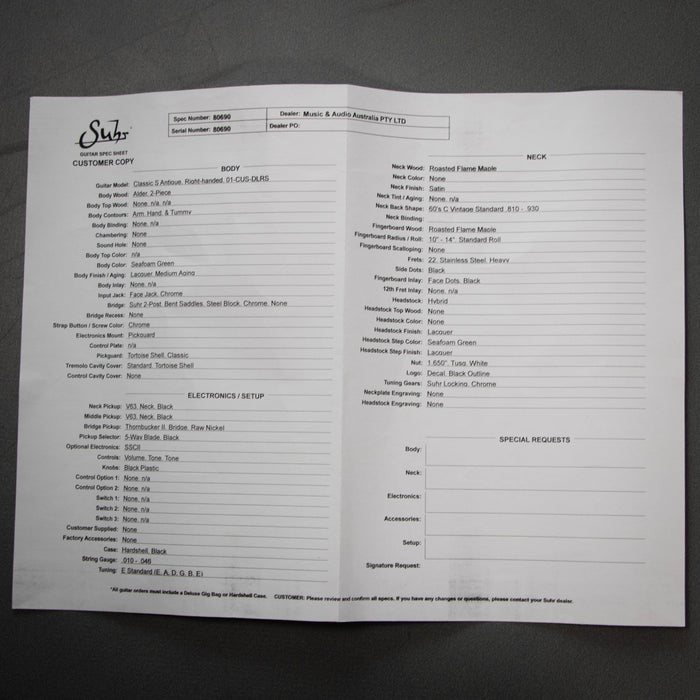 Suhr
GUITAR SPEC SHEET
CUSTOMER COPY
Spec Number: 80690
Dealer: Music & Audio Australia PTY LTD
Serial Number: 80690
Dealer PO:
BODY
Guitar Model: Classic S Antique, Right-handed, 01-CUS-DLRS
Body Wood: Alder, 2-Piece
Body Top Wood: None, n/a, n/a
Body Contours: Arm, Hand, & Tummy
Body Binding: None, n/a
Chambering: None
Sound Hole: None
Body Top Color: n/a
Body Color: Seafoam Green
Body Finish / Aging: Lacquer, Medium Aging
Body Inlay: None, n/a
Input Jack: Face Jack, Chrome
Bridge: Suhr 2-Post, Bent Saddles, Steel Block, Chrome, None
Bridge Recess: None
Strap Button / Screw Color: Chrome
Electronics Mount: Pickguard
Control Plate: n/a
Pickguard: Tortoise Shell, Classic
Tremolo Cavity Cover: Standard, Tortoise Shell
Control Cavity Cover: None
ELECTRONICS / SETUP
Neck Pickup: V63, Neck, Black
Middle Pickup: V63, Neck, Black
Bridge Pickup: Thornbucker II, Bridge, Raw Nickel
Pickup Selector: 5-Way Blade, Black
Optional Electronics: SSCII
Controls: Volume, Tone, Tone
Knobs: Black Plastic
Control Option 1: None, n/a
Control Option 2: None, n/a
Switch 1: None, n/a
Switch 2: None, n/a
Switch 3: None, n/a
Customer Supplied: None
Factory Accessories: None
Case: Hardshell, Black
String Gauge: .010 - .046
Tuning: E Standard (E, A, D, G, B, E)
NECK
Neck Wood: Roasted Flame Maple
Neck Color: None
Neck Finish: Satin
Neck Tint / Aging: None, n/a
Neck Back Shape: 60's C Vintage Standard .810 - .930
Neck Binding:
Fingerboard Wood: Roasted Flame Maple
Fingerboard Radius / Roll: 10" - 14", Standard Roll
Fingerboard Scalloping: None
Frets: 22, Stainless Steel, Heavy
Side Dots: Black
Fingerboard Inlay: Face Dots, Black
12th Fret Inlay: None, n/a
Headstock: Hybrid
Headstock Top Wood: None
Headstock Color: None
Headstock Finish: Lacquer
Headstock Step Color: Seafoam Green
Headstock Step Finish: Lacquer
Nut: 1.650", Tusq, White
Logo: Decal, Black Outline
Tuning Gears: Suhr Locking, Chrome
Neckplate Engraving: None
Headstock Engraving: None
SPECIAL REQUESTS
Body:
Neck:
Electronics:
Accessories:
Setup:
Signature Request:
*All guitar orders must include a Deluxe Gig Bag or Hardshell Case. CUSTOMER: Please review and confirm all specs. If you have any changes or questions, please contact your Suhr dealer.